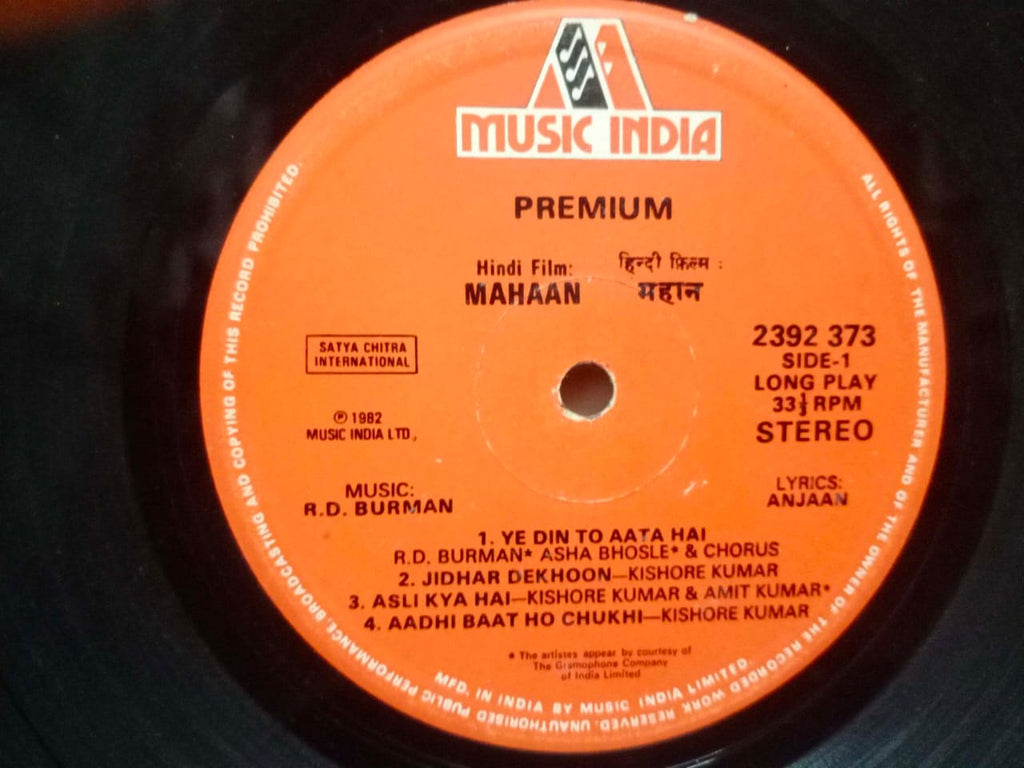 MUSIC INDIA
PREMIUM
Hindi Film: हिन्दी फ़िल्म :
MAHAAN महान
SATYA CHITRA
INTERNATIONAL
2392 373
SIDE-1
LONG PLAY
33⅓ RPM
STEREO
℗ 1982
MUSIC INDIA LTD.,
MUSIC:
R.D. BURMAN
LYRICS:
ANJAAN
1. YE DIN TO AATA HAI
R.D. BURMAN* ASHA BHOSLE* & CHORUS
2. JIDHAR DEKHOON—KISHORE KUMAR
3. ASLI KYA HAI—KISHORE KUMAR & AMIT KUMAR*
4. AADHI BAAT HO CHUKHI—KISHORE KUMAR
* The artistes appear by courtesy of
The Gramophone Company
of India Limited
MFD. IN INDIA BY MUSIC INDIA LIMITED.
ALL RIGHTS OF THE MANUFACTURER AND OF THE OWNER OF THE RECORDED WORK RESERVED. UNAUTHORISED PUBLIC PERFORMANCE, BROADCASTING AND COPYING OF THIS RECORD PROHIBITED.